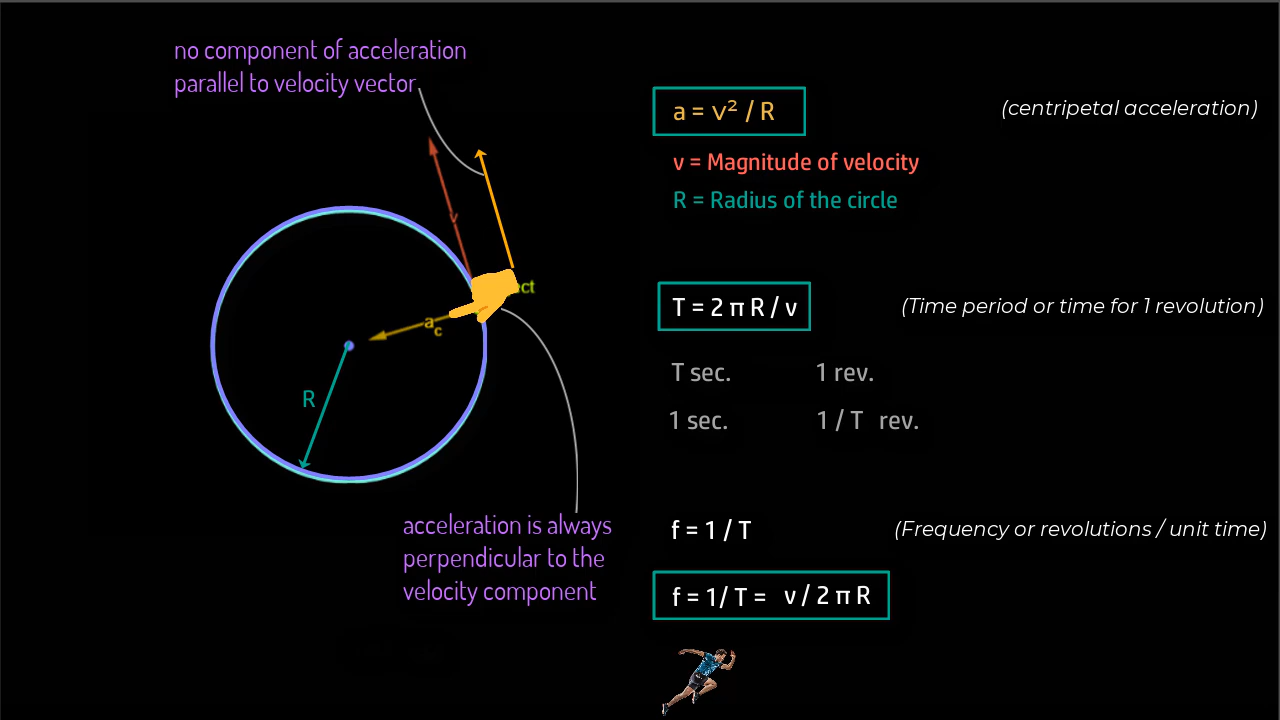 no component of acceleration
parallel to velocity vector
a = v² / R
(centripetal acceleration)
v = Magnitude of velocity
R = Radius of the circle
v
T = 2 π R / v
(Time period or time for 1 revolution)
a c
T sec. 1 rev.
R
1 sec. 1 / T rev.
acceleration is always
perpendicular to the
velocity component
f = 1 / T
(Frequency or revolutions / unit time)
f = 1/ T = v / 2 π R